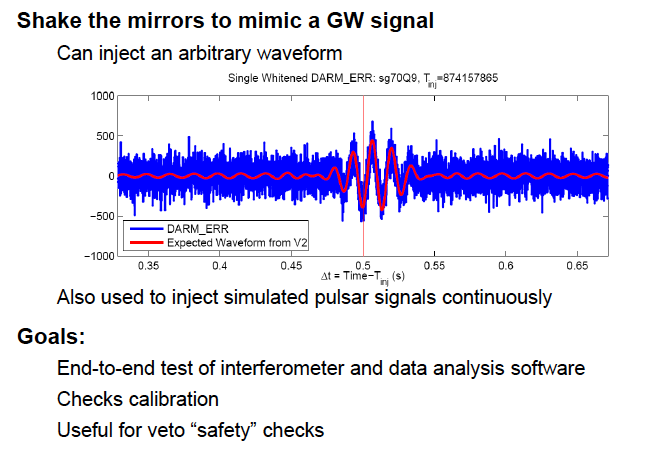 Shake the mirrors to mimic a GW signal
Can inject an arbitrary waveform
Single Whitened DARM_ERR: sg70Q9, Tinj=874157865
1000
500
0
−500
−1000
DARM_ERR
Expected Waveform from V2
0.35 0.4 0.45 0.5 0.55 0.6 0.65
Δt = Time−Tinj (s)
Also used to inject simulated pulsar signals continuously
Goals:
End-to-end test of interferometer and data analysis software
Checks calibration
Useful for veto “safety” checks